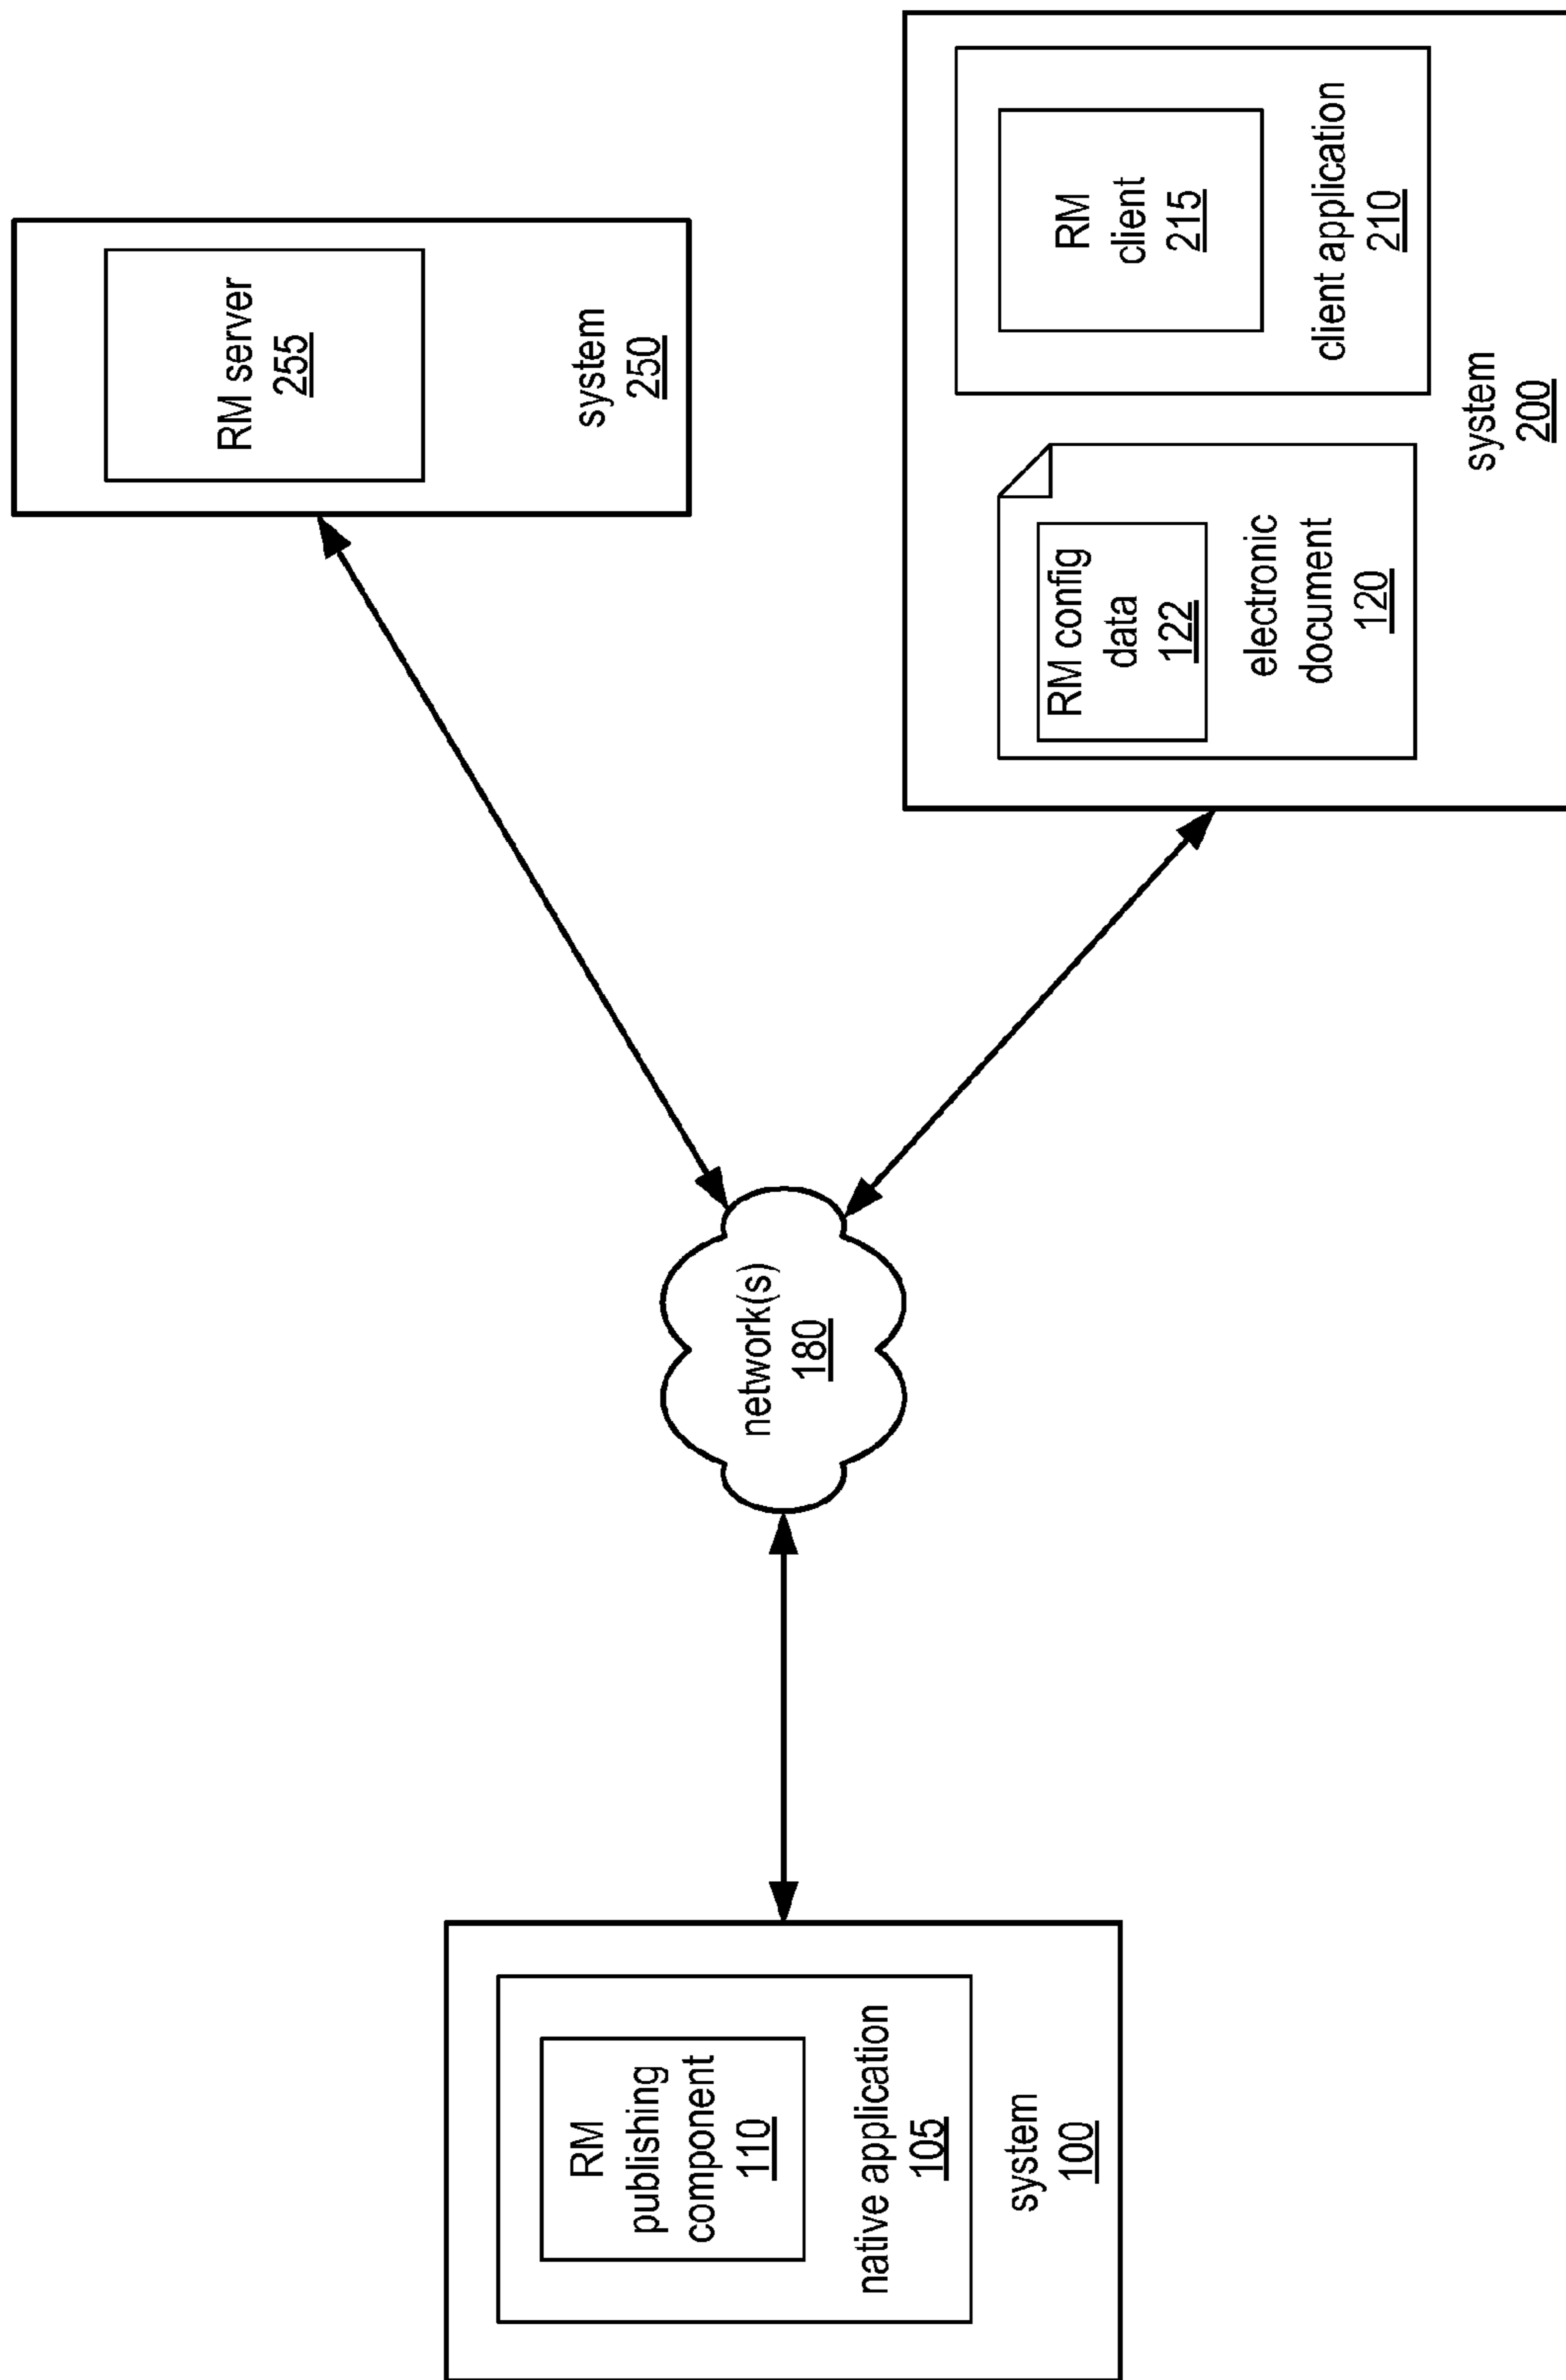 RM
publishing
component
110
native application
105
system
100
network(s)
180
RM server
255
system
250
RM config
data
122
electronic
document
120
RM
client
215
client application
210
system
200